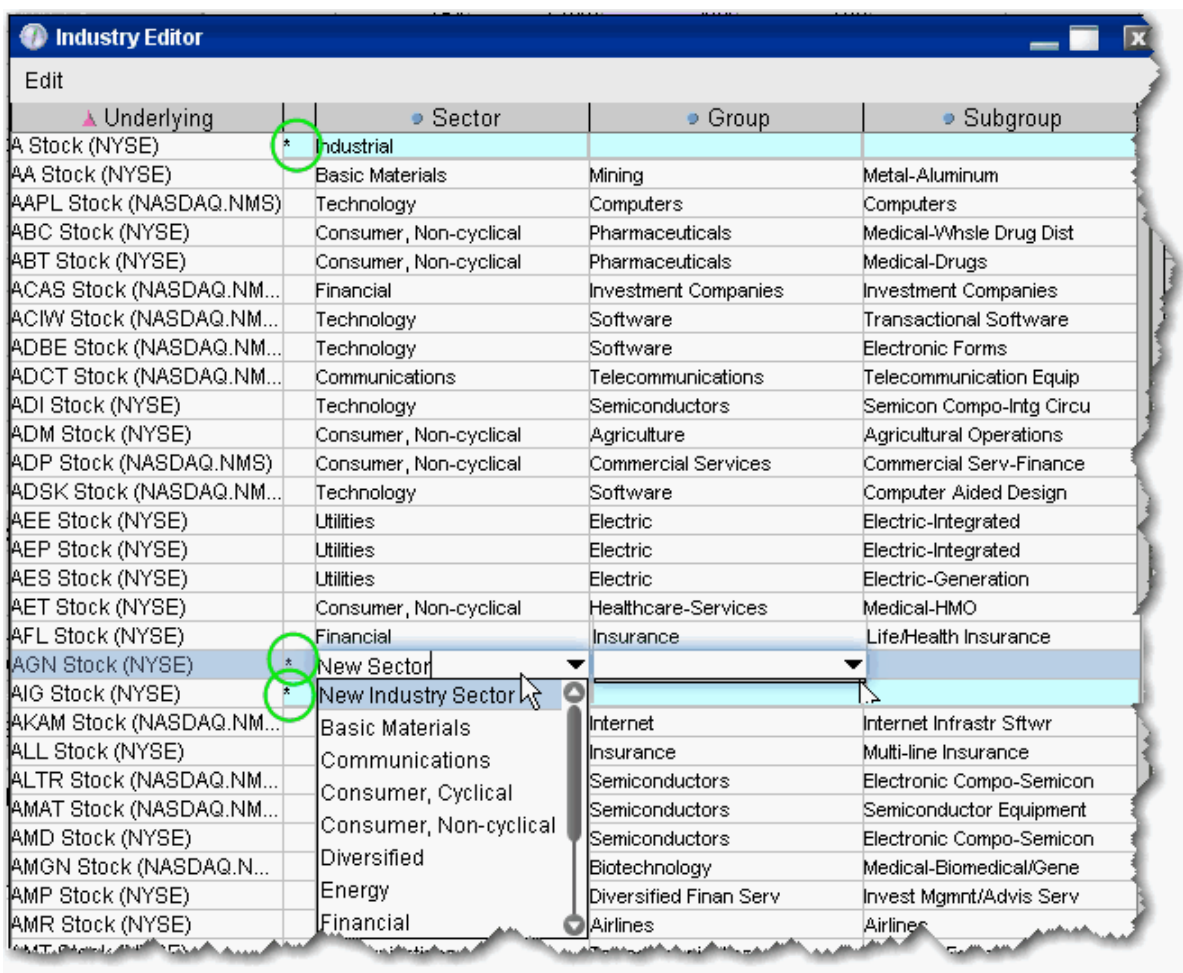 Industry Editor
Edit
Underlying Sector Group Subgroup
A Stock (NYSE) * Industrial
AA Stock (NYSE) Basic Materials Mining Metal-Aluminum
AAPL Stock (NASDAQ.NMS) Technology Computers Computers
ABC Stock (NYSE) Consumer, Non-cyclical Pharmaceuticals Medical-Whsle Drug Dist
ABT Stock (NYSE) Consumer, Non-cyclical Pharmaceuticals Medical-Drugs
ACAS Stock (NASDAQ.NM... Financial Investment Companies Investment Companies
ACIW Stock (NASDAQ.NM... Technology Software Transactional Software
ADBE Stock (NASDAQ.NM... Technology Software Electronic Forms
ADCT Stock (NASDAQ.NM... Communications Telecommunications Telecommunication Equip
ADI Stock (NYSE) Technology Semiconductors Semicon Compo-Intg Circu
ADM Stock (NYSE) Consumer, Non-cyclical Agriculture Agricultural Operations
ADP Stock (NASDAQ.NMS) Consumer, Non-cyclical Commercial Services Commercial Serv-Finance
ADSK Stock (NASDAQ.NM... Technology Software Computer Aided Design
AEE Stock (NYSE) Utilities Electric Electric-Integrated
AEP Stock (NYSE) Utilities Electric Electric-Integrated
AES Stock (NYSE) Utilities Electric Electric-Generation
AET Stock (NYSE) Consumer, Non-cyclical Healthcare-Services Medical-HMO
AFL Stock (NYSE) Financial Insurance Life/Health Insurance
AGN Stock (NYSE) * New Sector
AIG Stock (NYSE) * New Industry Sector
AKAM Stock (NASDAQ.NM... Basic Materials Internet Internet Infrastr Sftwr
ALL Stock (NYSE) Communications Insurance Multi-line Insurance
ALTR Stock (NASDAQ.NM... Consumer, Cyclical Semiconductors Electronic Compo-Semicon
AMAT Stock (NASDAQ.NM... Consumer, Non-cyclical Semiconductors Semiconductor Equipment
AMD Stock (NYSE) Diversified Semiconductors Electronic Compo-Semicon
AMGN Stock (NASDAQ.N... Energy Biotechnology Medical-Biomedical/Gene
AMP Stock (NYSE) Financial Diversified Finan Serv Invest Mgmnt/Advis Serv
AMR Stock (NYSE) Airlines Airlines